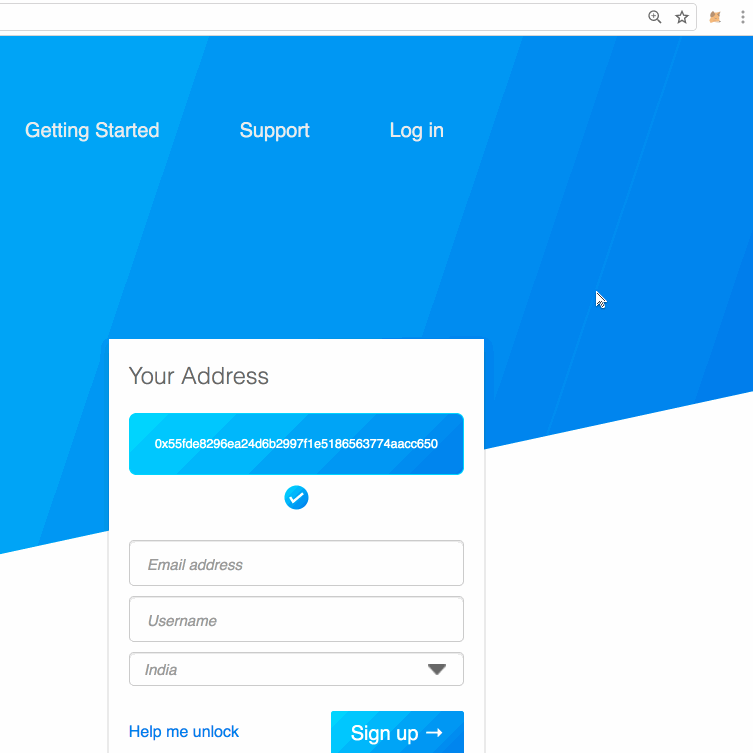 Getting Started
Support
Log in
Your Address
0x55fde8296ea24d6b2997f1e5186563774aacc650
Email address
Username
India
Help me unlock
Sign up →